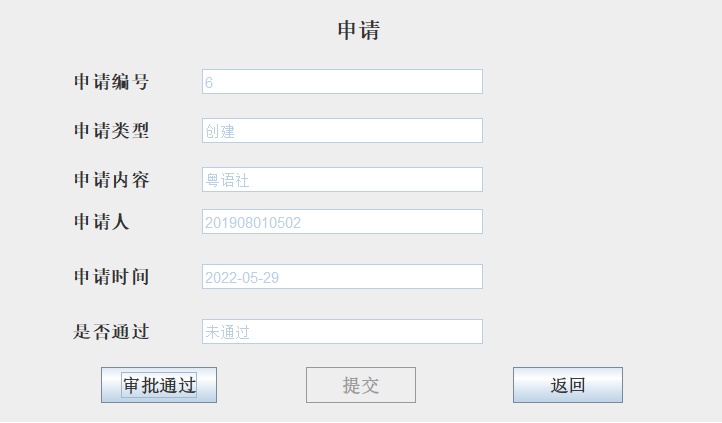 申请
申请编号 6
申请类型 创建
申请内容 粤语社
申请人 201908010502
申请时间 2022-05-29
是否通过 未通过
审批通过 提交 返回